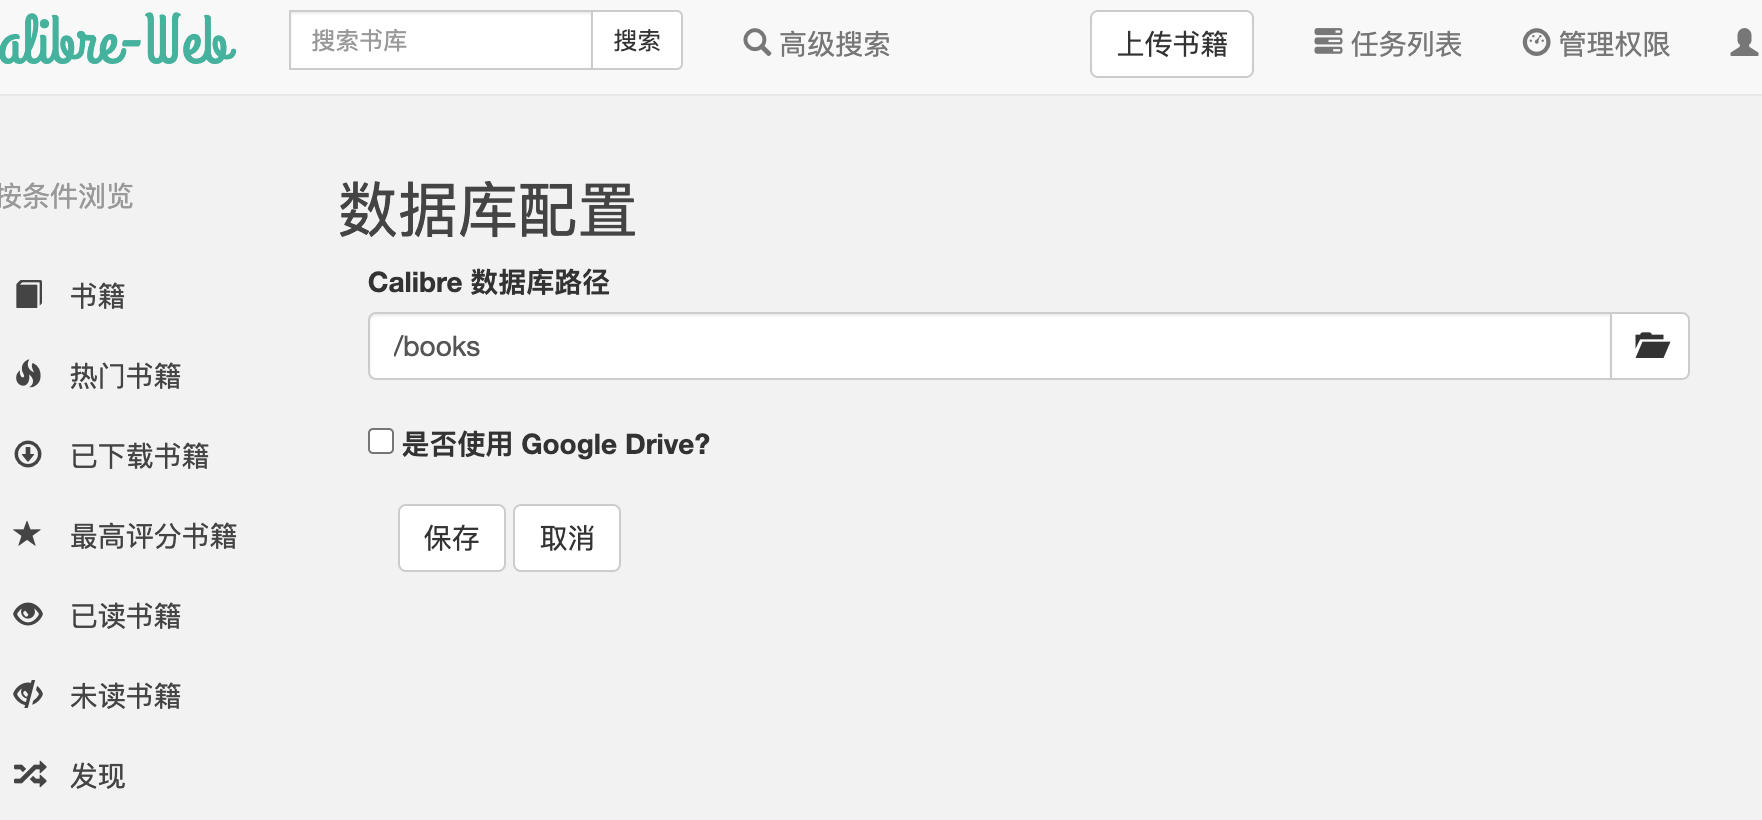 alibre-Web
搜索书库
搜索
高级搜索
上传书籍
任务列表
管理权限
按条件浏览
书籍
热门书籍
已下载书籍
最高评分书籍
已读书籍
未读书籍
发现
数据库配置
Calibre 数据库路径
/books
是否使用 Google Drive?
保存
取消